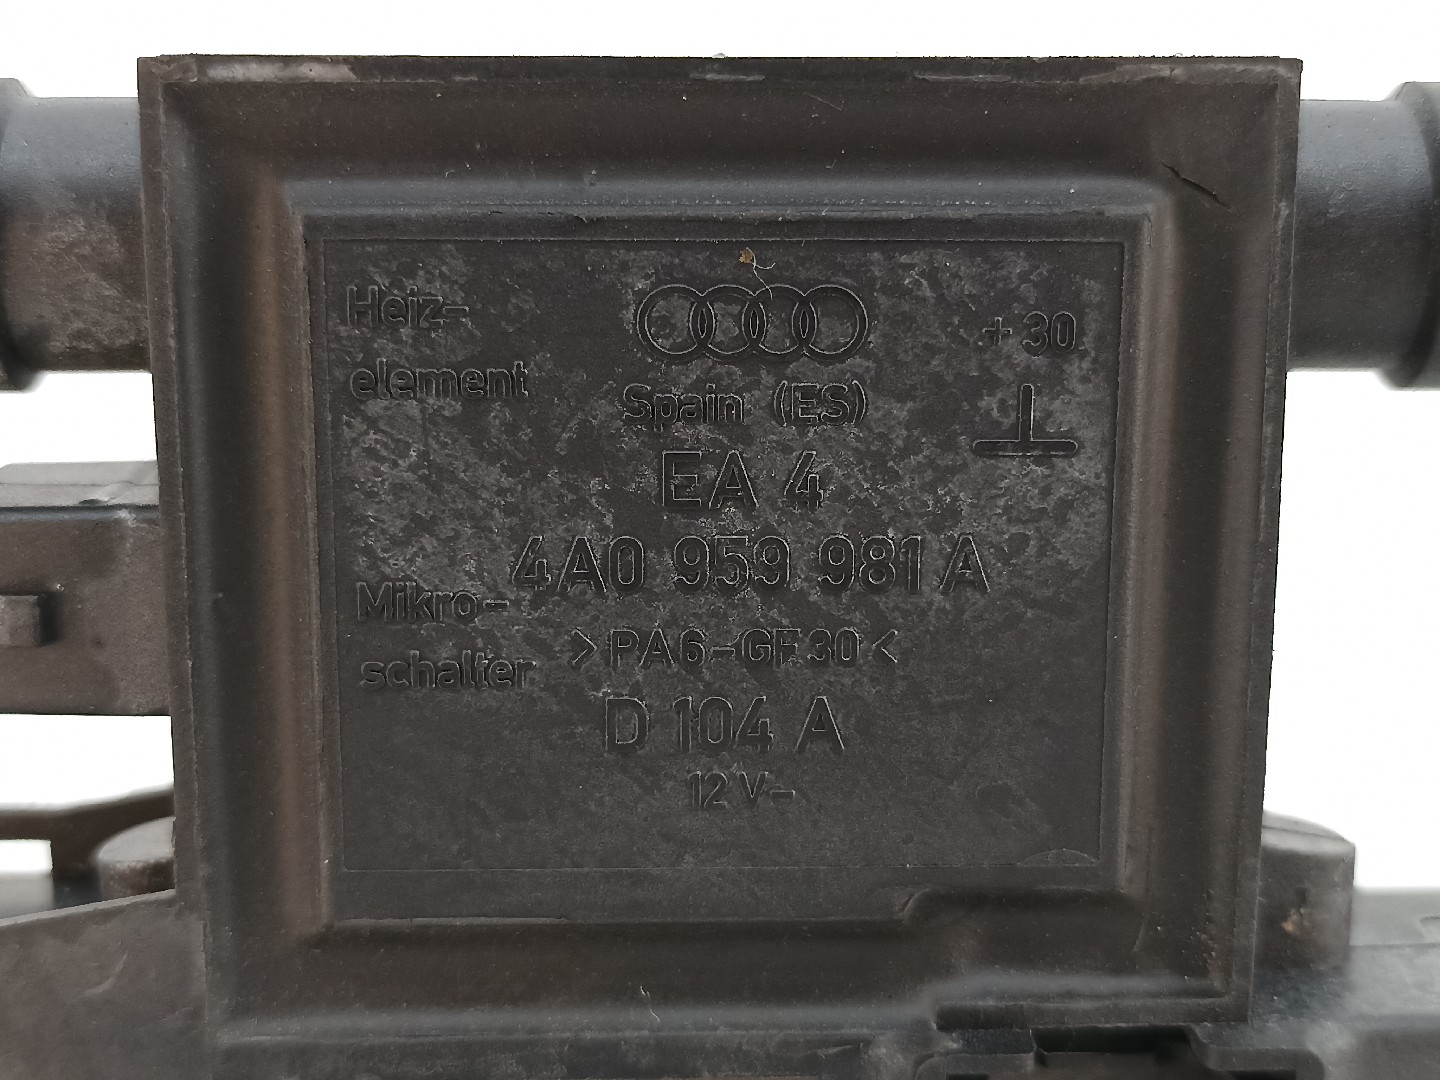 Heiz-
element
+ 30
Spain (ES)
EA 4
4A0 959 981 A
Mikro-
schalter
>PA6-GF30<
D 104 A
12 V-